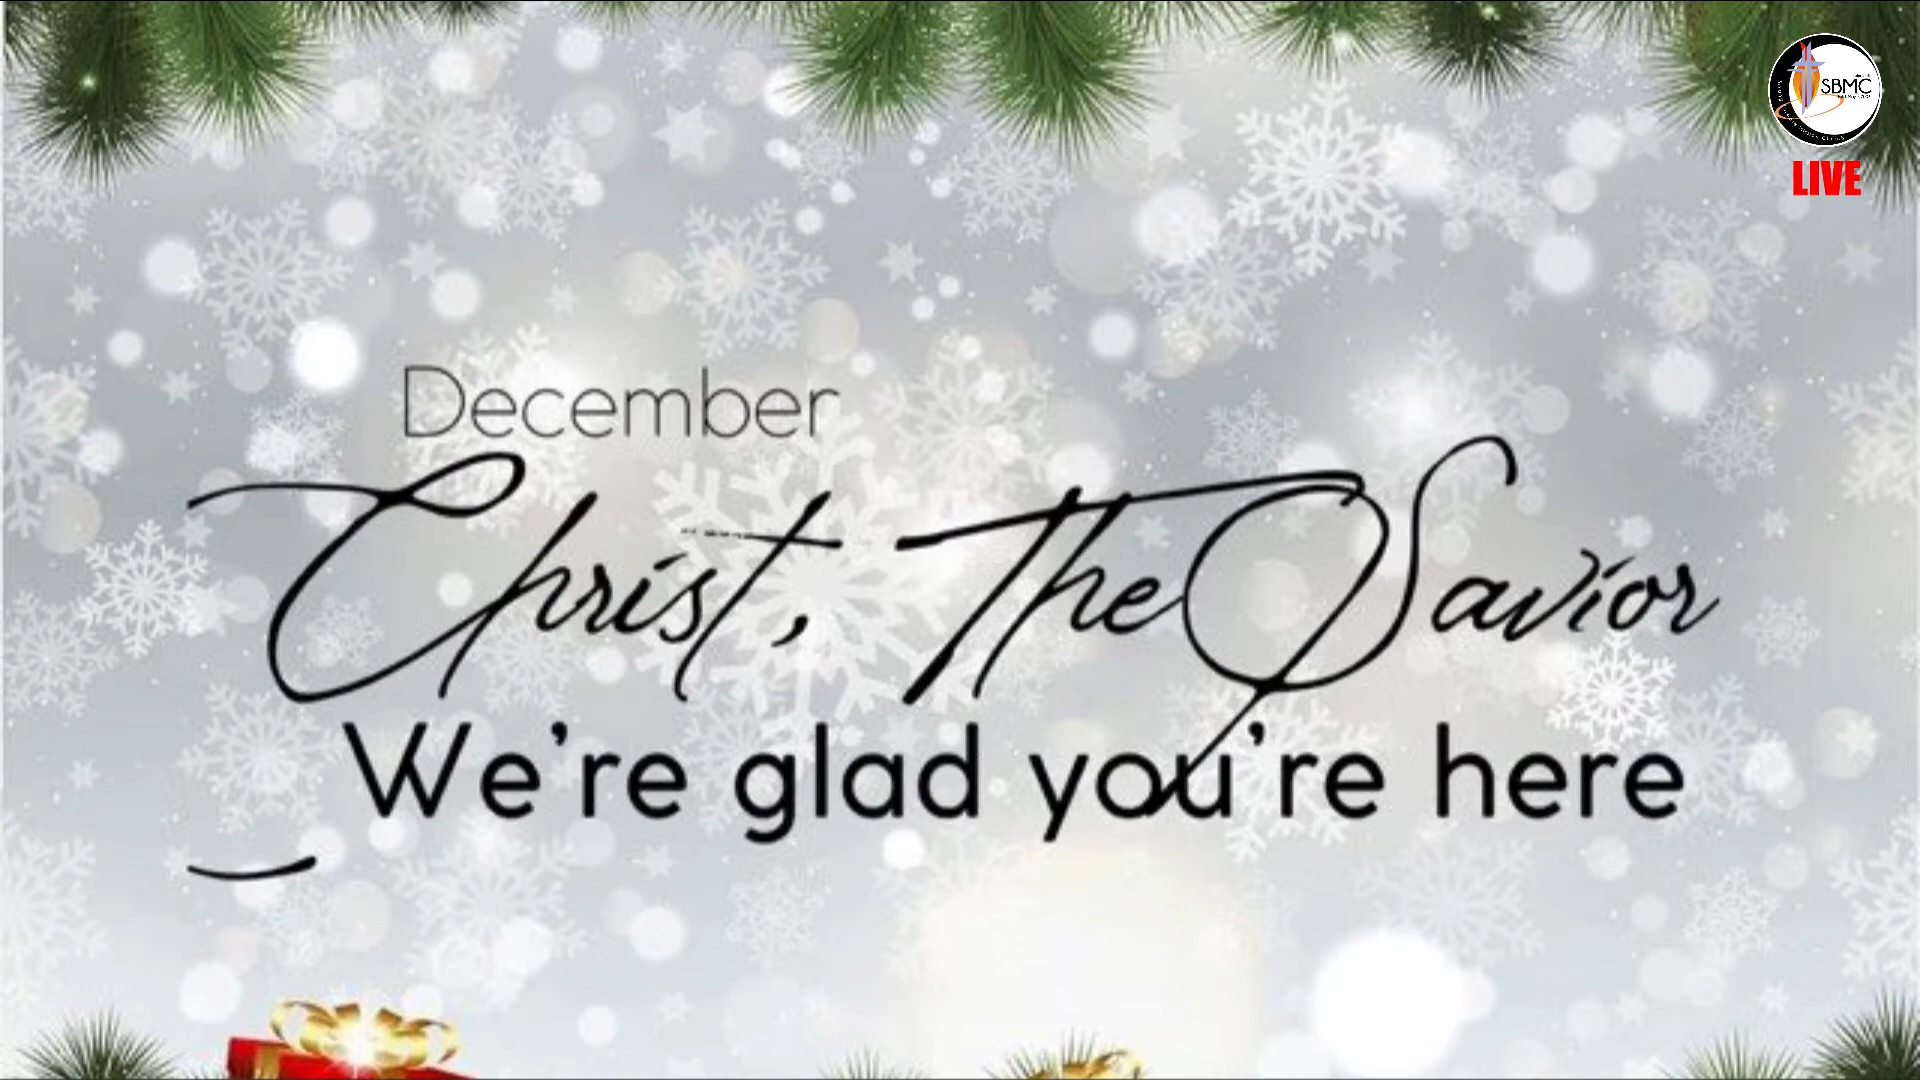 SBMC
LIVE
December
Christ, The Savior
We're glad you're here